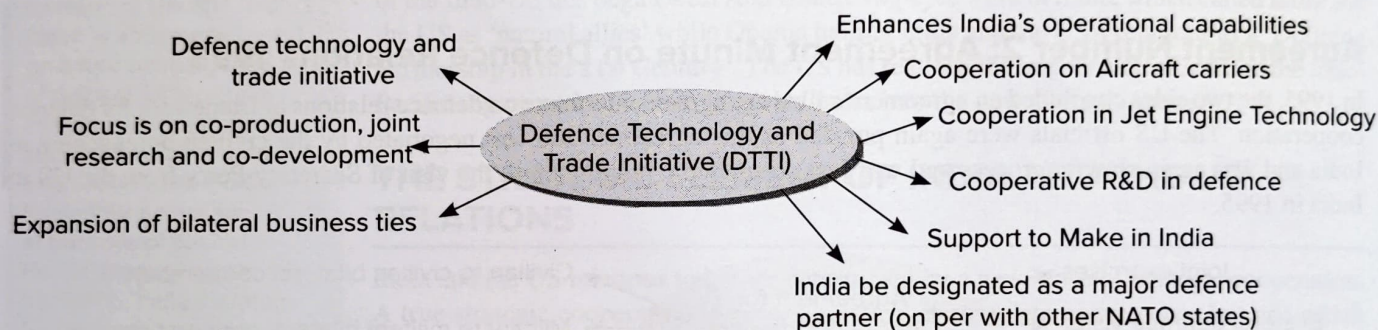 Defence technology and
trade initiative
Focus is on co-production, joint
research and co-development
Expansion of bilateral business ties
Defence Technology and
Trade Initiative (DTTI)
Enhances India's operational capabilities
Cooperation on Aircraft carriers
Cooperation in Jet Engine Technology
Cooperative R&D in defence
Support to Make in India
India be designated as a major defence
partner (on per with other NATO states)